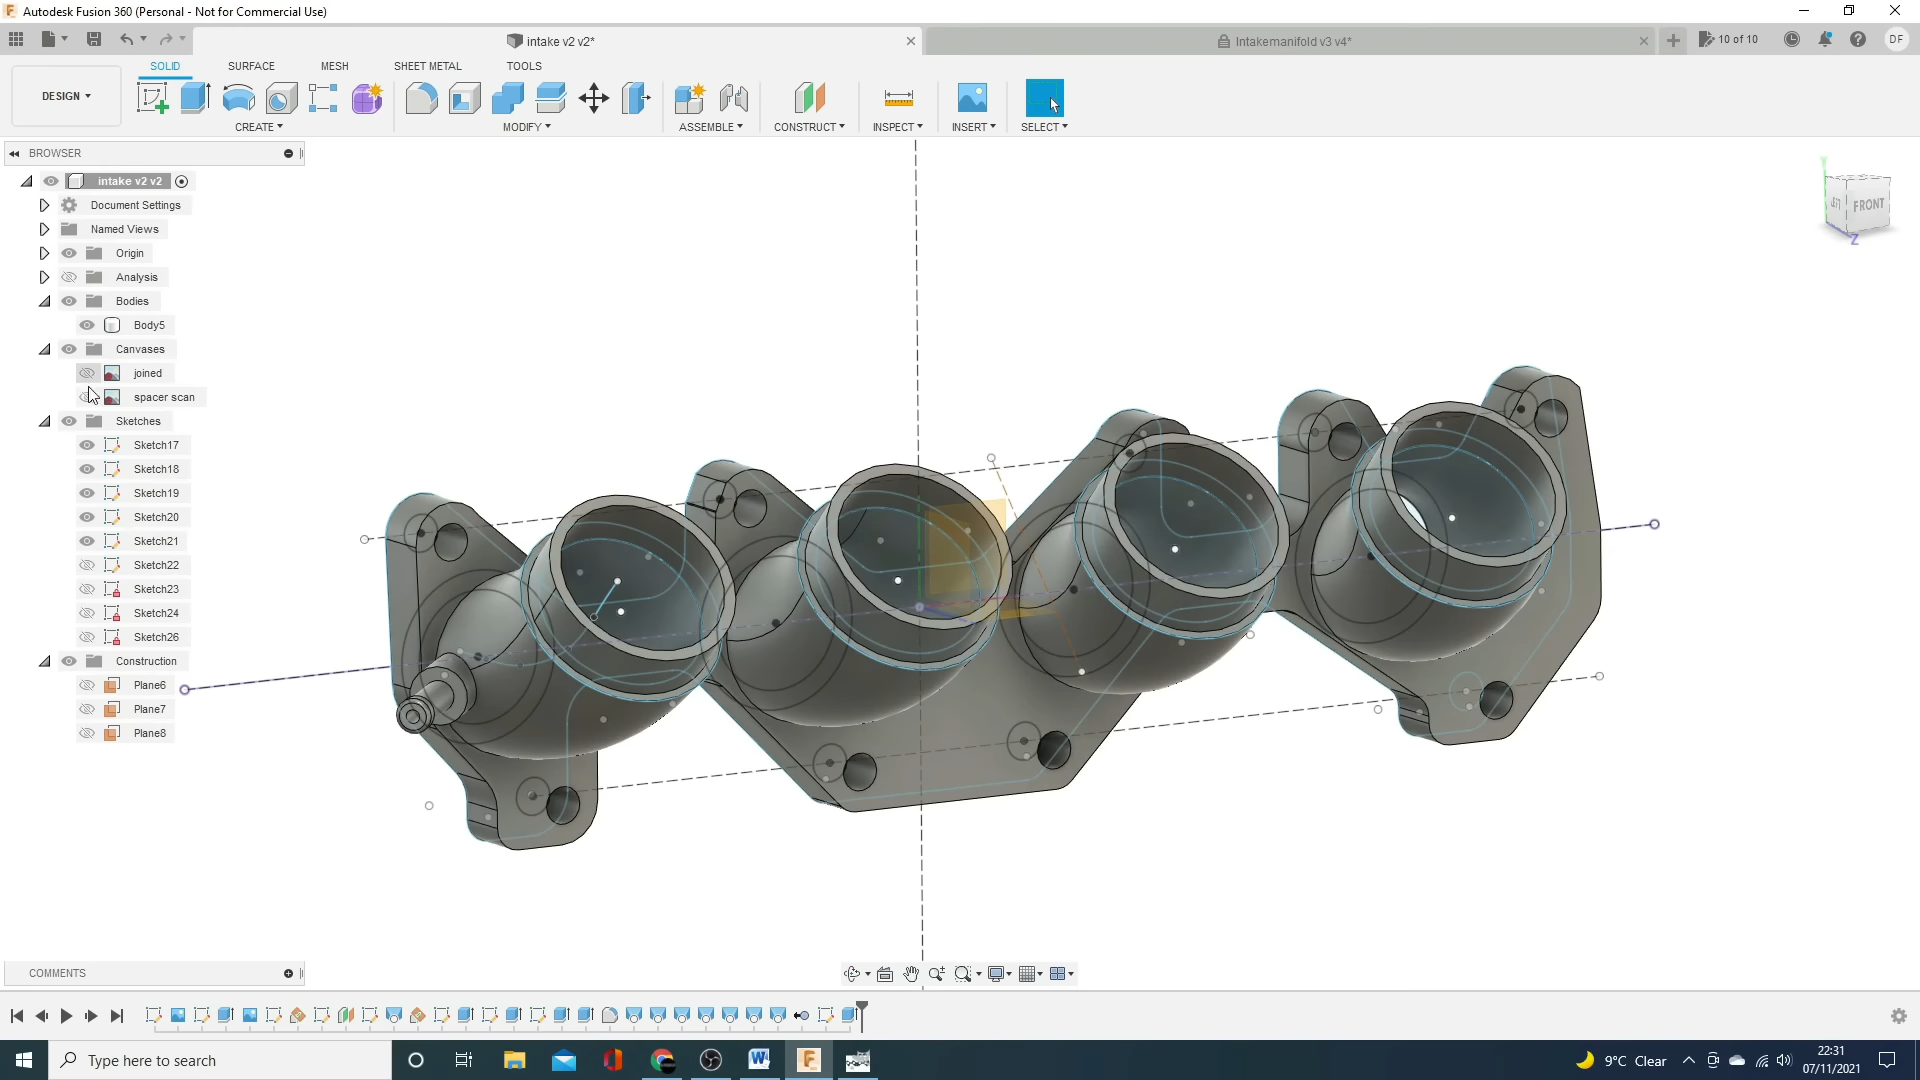 Autodesk Fusion 360 (Personal - Not for Commercial Use)
intake v2 v2*
Intakemanifold v3 v4*
10 of 10
DF
DESIGN
SOLID
SURFACE
MESH
SHEET METAL
TOOLS
CREATE
MODIFY
ASSEMBLE
CONSTRUCT
INSPECT
INSERT
SELECT
BROWSER
intake v2 v2
Document Settings
Named Views
Origin
Analysis
Bodies
Body5
Canvases
joined
spacer scan
Sketches
Sketch17
Sketch18
Sketch19
Sketch20
Sketch21
Sketch22
Sketch23
Sketch24
Sketch26
Construction
Plane6
Plane7
Plane8
LEFT
FRONT
Z
COMMENTS
Type here to search
9°C Clear
22:31
07/11/2021